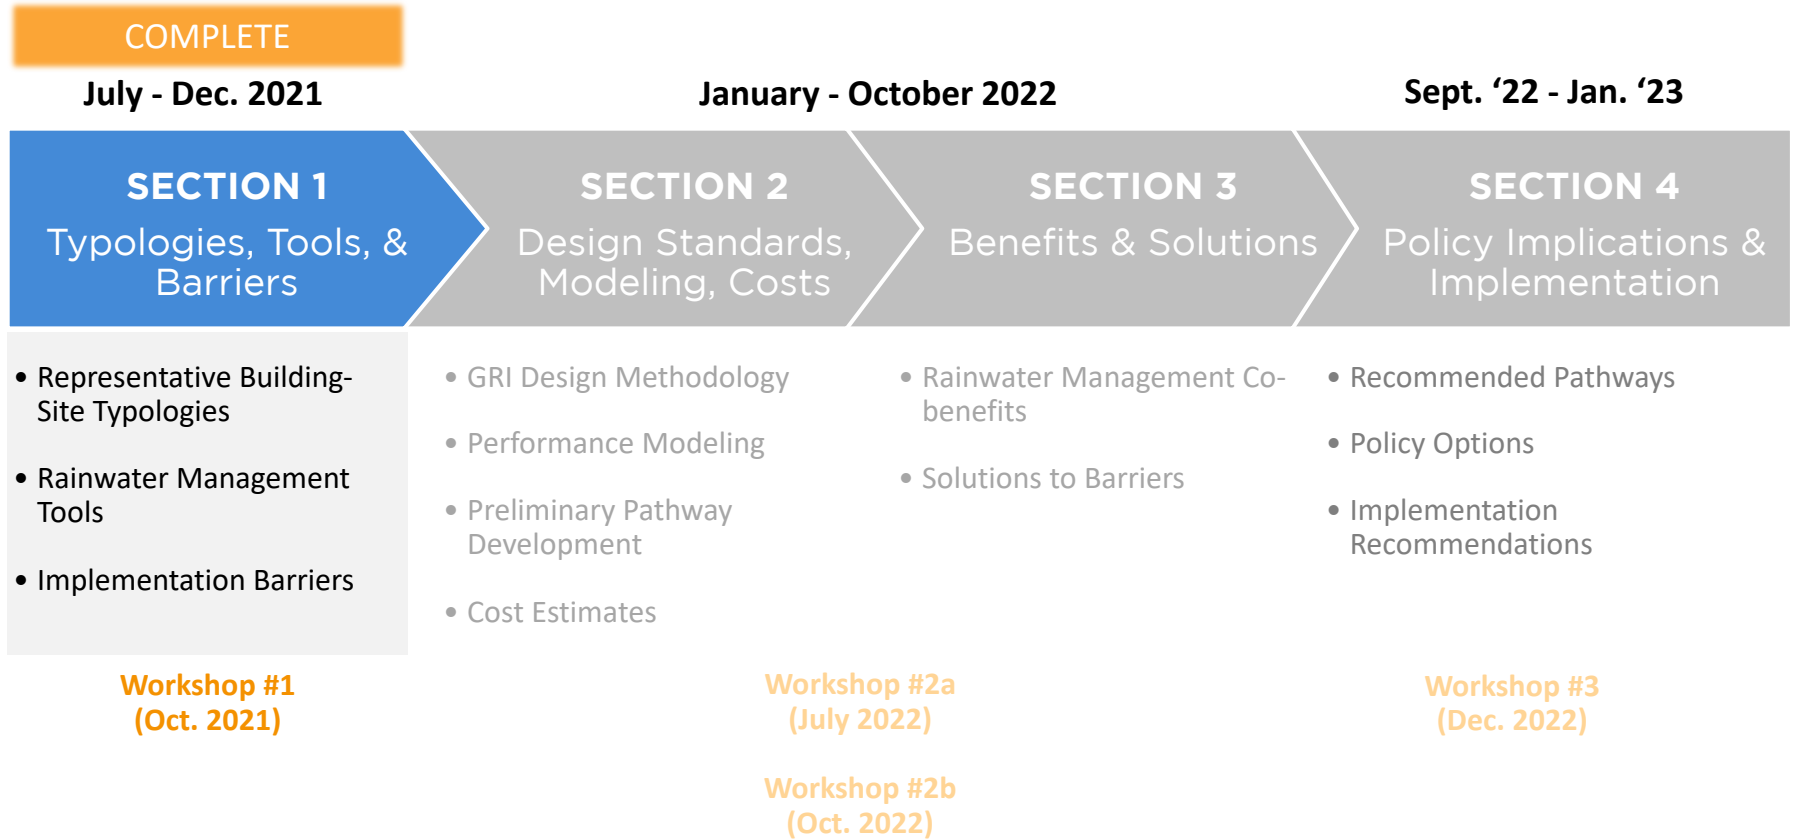 COMPLETE
July - Dec. 2021
January - October 2022
Sept. ‘22 - Jan. ‘23
SECTION 1
Typologies, Tools, &
Barriers
SECTION 2
Design Standards,
Modeling, Costs
SECTION 3
Benefits & Solutions
SECTION 4
Policy Implications &
Implementation
• Representative Building-
Site Typologies
• Rainwater Management
Tools
• Implementation Barriers
• GRI Design Methodology
• Performance Modeling
• Preliminary Pathway
Development
• Cost Estimates
• Rainwater Management Co-
benefits
• Solutions to Barriers
• Recommended Pathways
• Policy Options
• Implementation
Recommendations
Workshop #1
(Oct. 2021)
Workshop #2a
(July 2022)
Workshop #2b
(Oct. 2022)
Workshop #3
(Dec. 2022)